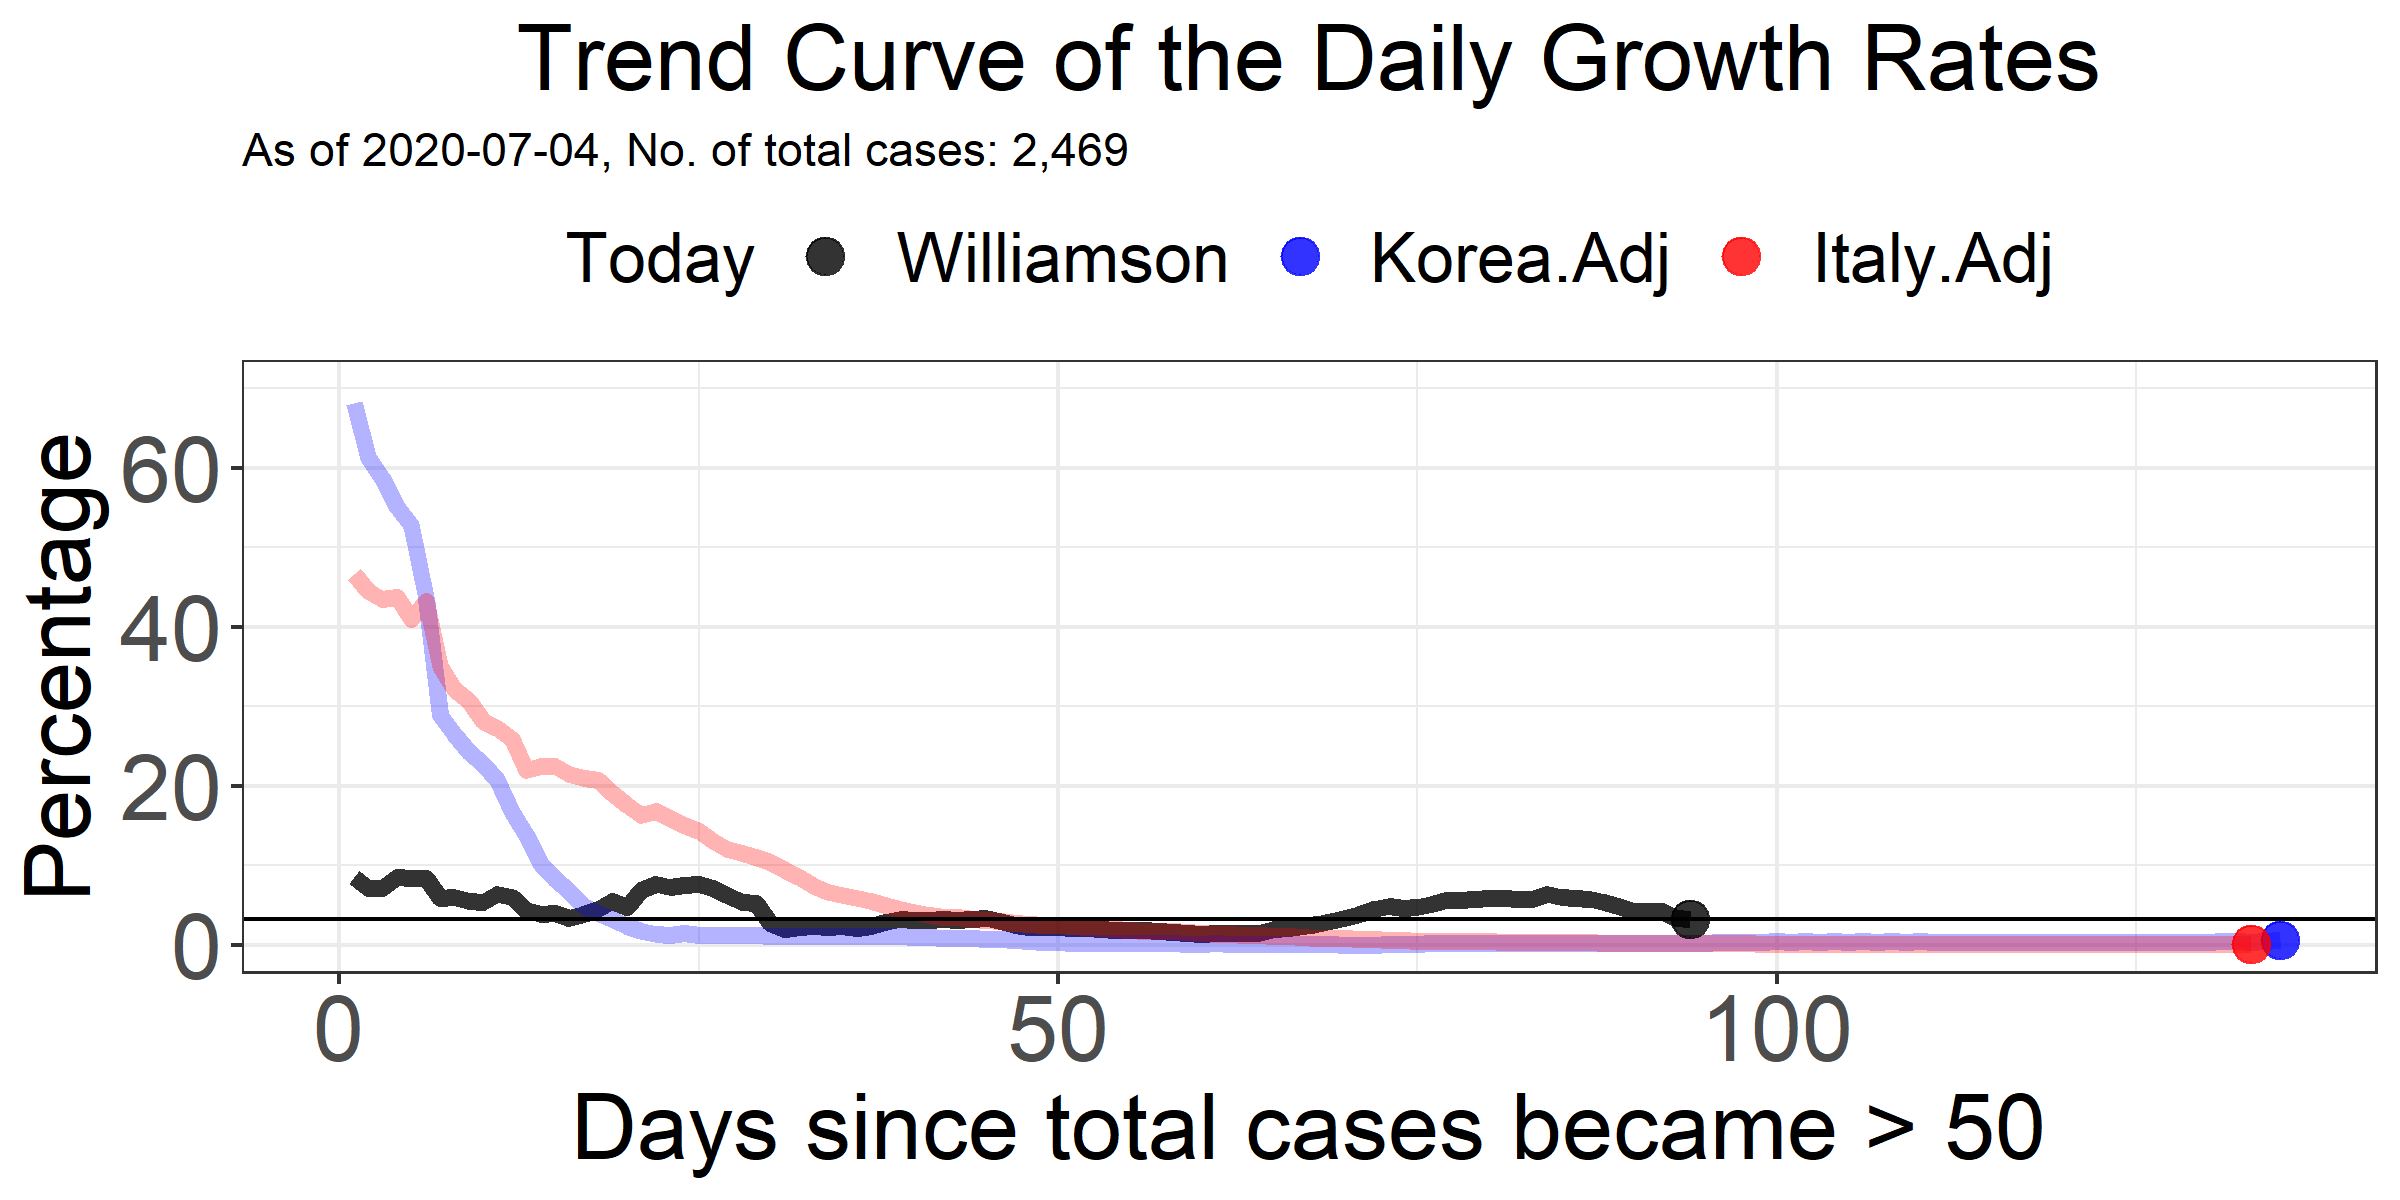 Trend Curve of the Daily Growth Rates
As of 2020-07-04, No. of total cases: 2,469
Today Williamson Korea.Adj Italy.Adj
Percentage
60
40
20
0
0 50 100
Days since total cases became > 50